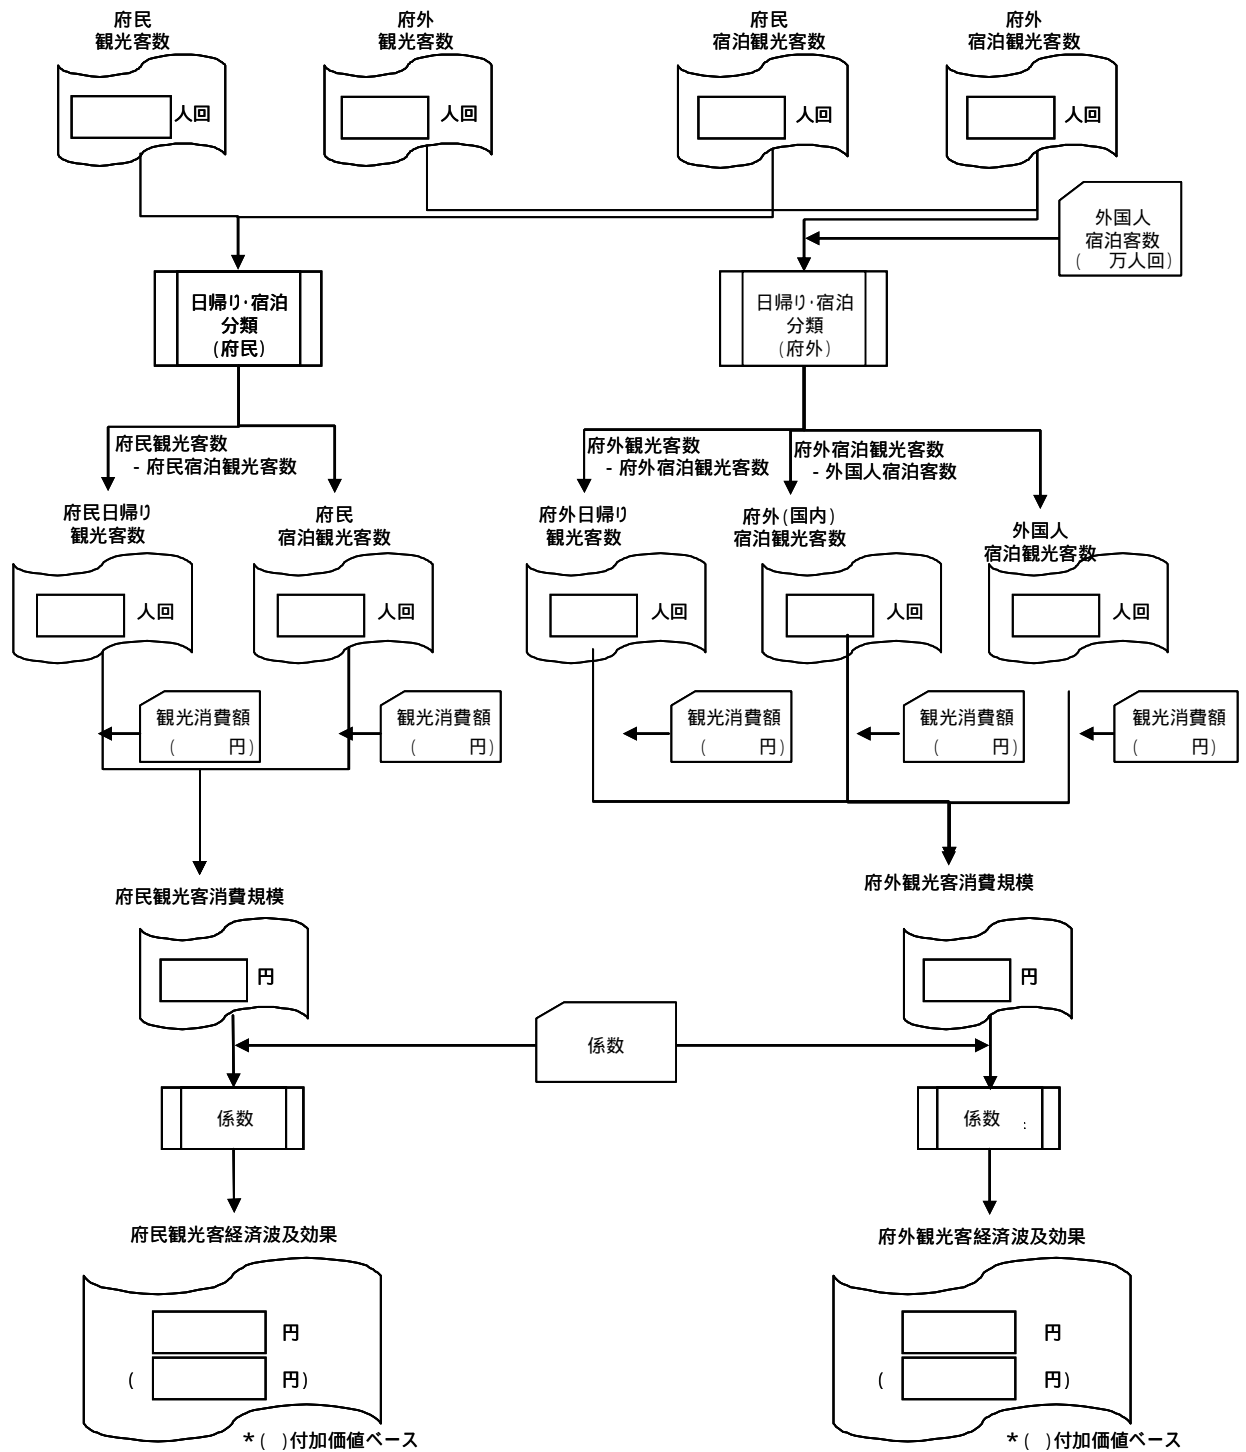 府民
観光客数
府外
観光客数
府民
宿泊観光客数
府外
宿泊観光客数
人回
人回
人回
人回
外国人
宿泊客数
(　万人回)
日帰り・宿泊
分類
(府民)
日帰り・宿泊
分類
(府外)
府民観光客数
- 府民宿泊観光客数
府外観光客数
- 府外宿泊観光客数
府外宿泊観光客数
- 外国人宿泊客数
府民日帰り
観光客数
府民
宿泊観光客数
府外日帰り
観光客数
府外(国内)
宿泊観光客数
外国人
宿泊観光客数
人回
人回
人回
人回
人回
観光消費額
(　　円)
観光消費額
(　　円)
観光消費額
(　　円)
観光消費額
(　　円)
観光消費額
(　　円)
府民観光客消費規模
府外観光客消費規模
円
円
係数
係数
係数 :
府民観光客経済波及効果
府外観光客経済波及効果
円
(　　円)
円
(　　円)
*(　)付加価値ベース
*(　)付加価値ベース